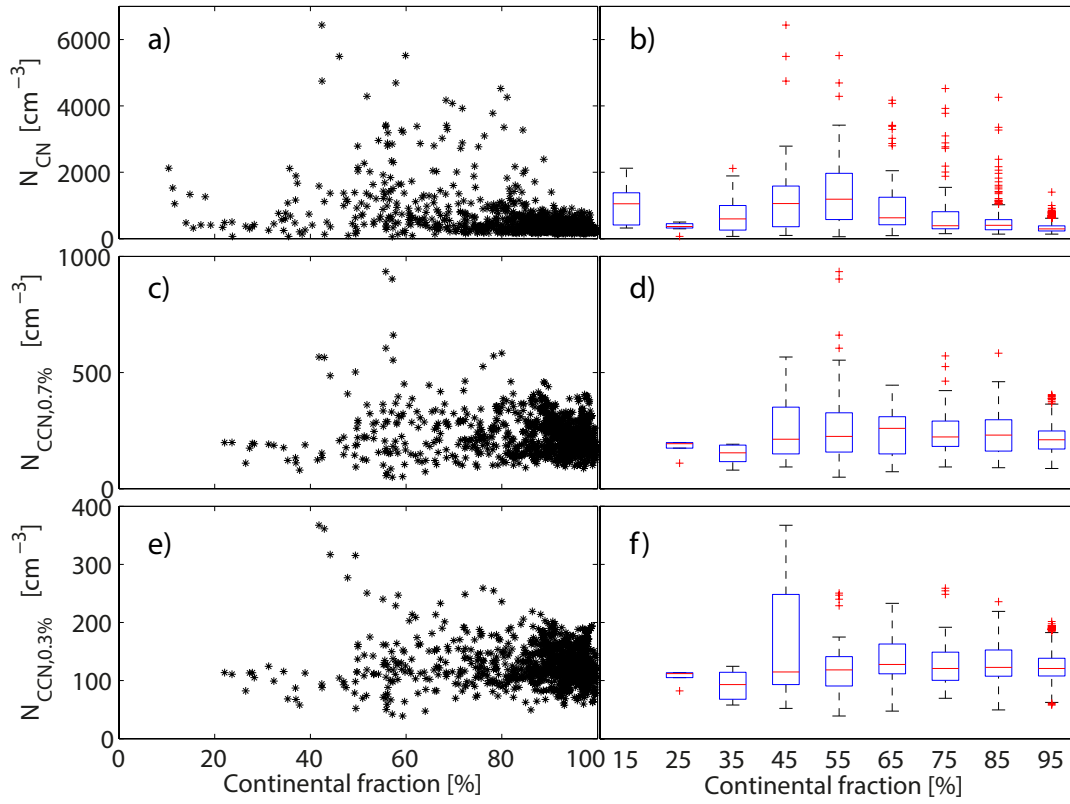 a)
b)
N_CN [cm⁻³]
6000
4000
2000
0
c)
d)
N_CCN,0.7% [cm⁻³]
1000
500
0
e)
f)
N_CCN,0.3% [cm⁻³]
400
300
200
100
0
0 20 40 60 80 100
15 25 35 45 55 65 75 85 95
Continental fraction [%]
Continental fraction [%]